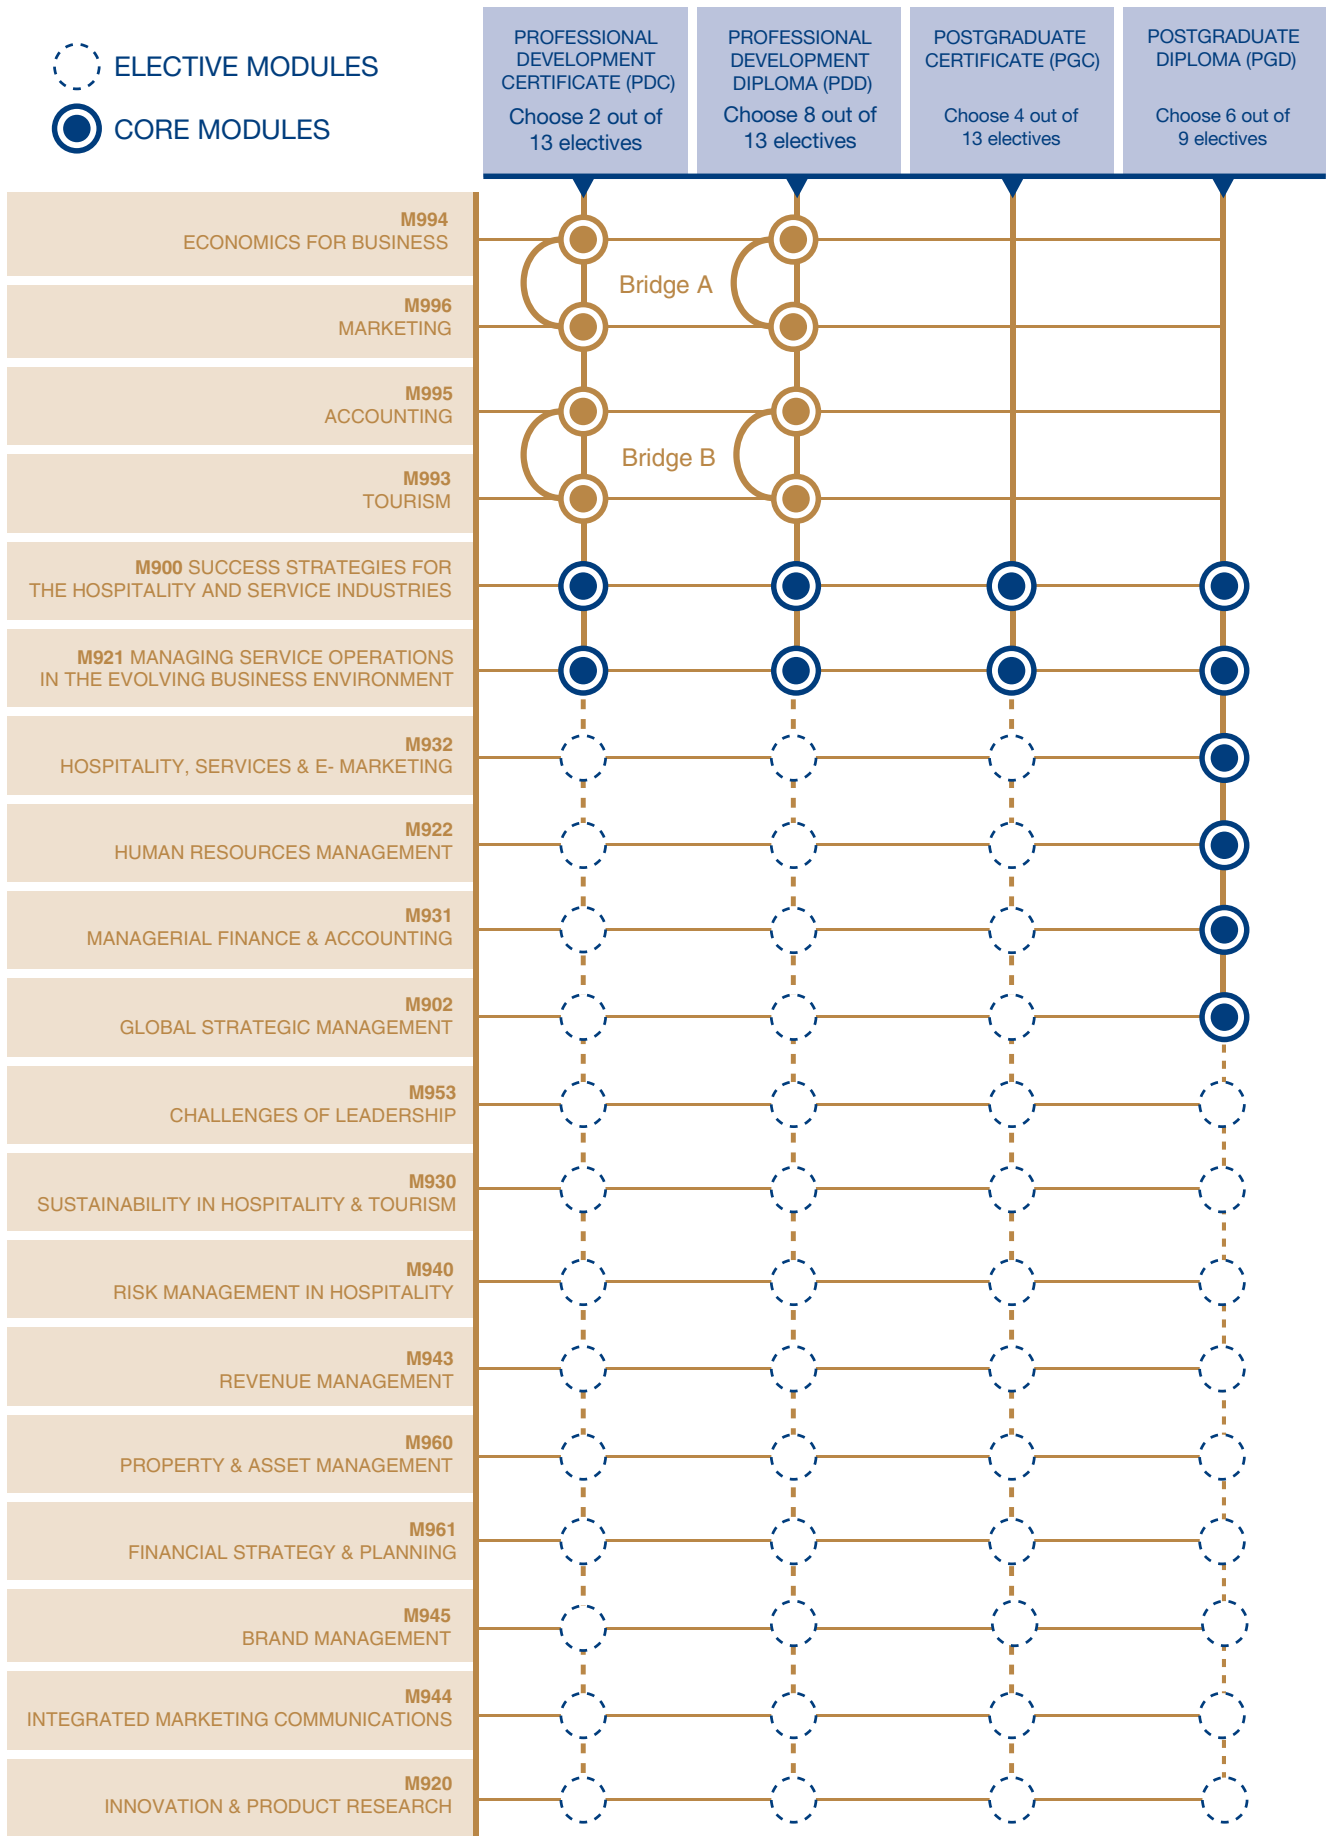 ELECTIVE MODULES
CORE MODULES
PROFESSIONAL
DEVELOPMENT
CERTIFICATE (PDC)
Choose 2 out of
13 electives
PROFESSIONAL
DEVELOPMENT
DIPLOMA (PDD)
Choose 8 out of
13 electives
POSTGRADUATE
CERTIFICATE (PGC)
Choose 4 out of
13 electives
POSTGRADUATE
DIPLOMA (PGD)
Choose 6 out of
9 electives
M994
ECONOMICS FOR BUSINESS
Bridge A
M996
MARKETING
M995
ACCOUNTING
Bridge B
M993
TOURISM
M900 SUCCESS STRATEGIES FOR
THE HOSPITALITY AND SERVICE INDUSTRIES
M921 MANAGING SERVICE OPERATIONS
IN THE EVOLVING BUSINESS ENVIRONMENT
M932
HOSPITALITY, SERVICES & E- MARKETING
M922
HUMAN RESOURCES MANAGEMENT
M931
MANAGERIAL FINANCE & ACCOUNTING
M902
GLOBAL STRATEGIC MANAGEMENT
M953
CHALLENGES OF LEADERSHIP
M930
SUSTAINABILITY IN HOSPITALITY & TOURISM
M940
RISK MANAGEMENT IN HOSPITALITY
M943
REVENUE MANAGEMENT
M960
PROPERTY & ASSET MANAGEMENT
M961
FINANCIAL STRATEGY & PLANNING
M945
BRAND MANAGEMENT
M944
INTEGRATED MARKETING COMMUNICATIONS
M920
INNOVATION & PRODUCT RESEARCH